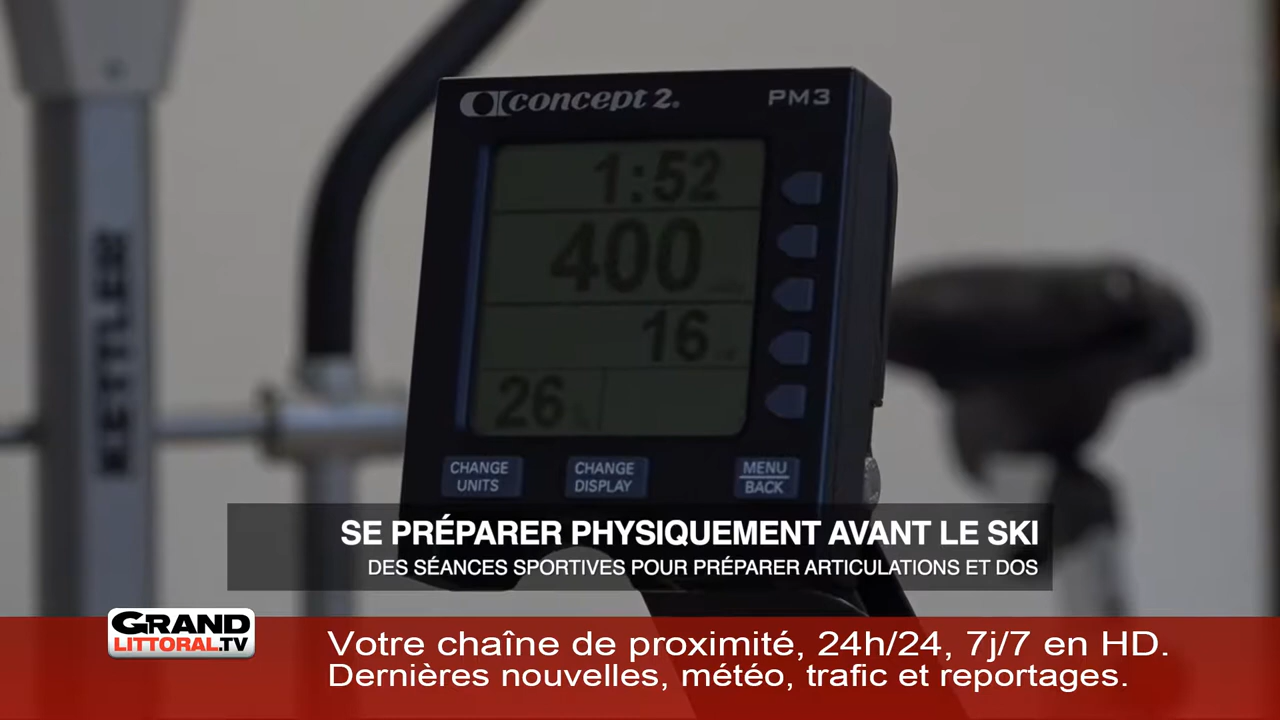 concept 2.
PM3
1:52
400
16
26
KETTLER
CHANGE
UNITS
CHANGE
DISPLAY
MENU
BACK
SE PRÉPARER PHYSIQUEMENT AVANT LE SKI
DES SÉANCES SPORTIVES POUR PRÉPARER ARTICULATIONS ET DOS
GRAND
LITTORAL.TV
Votre chaîne de proximité, 24h/24, 7j/7 en HD.
Dernières nouvelles, météo, trafic et reportages.